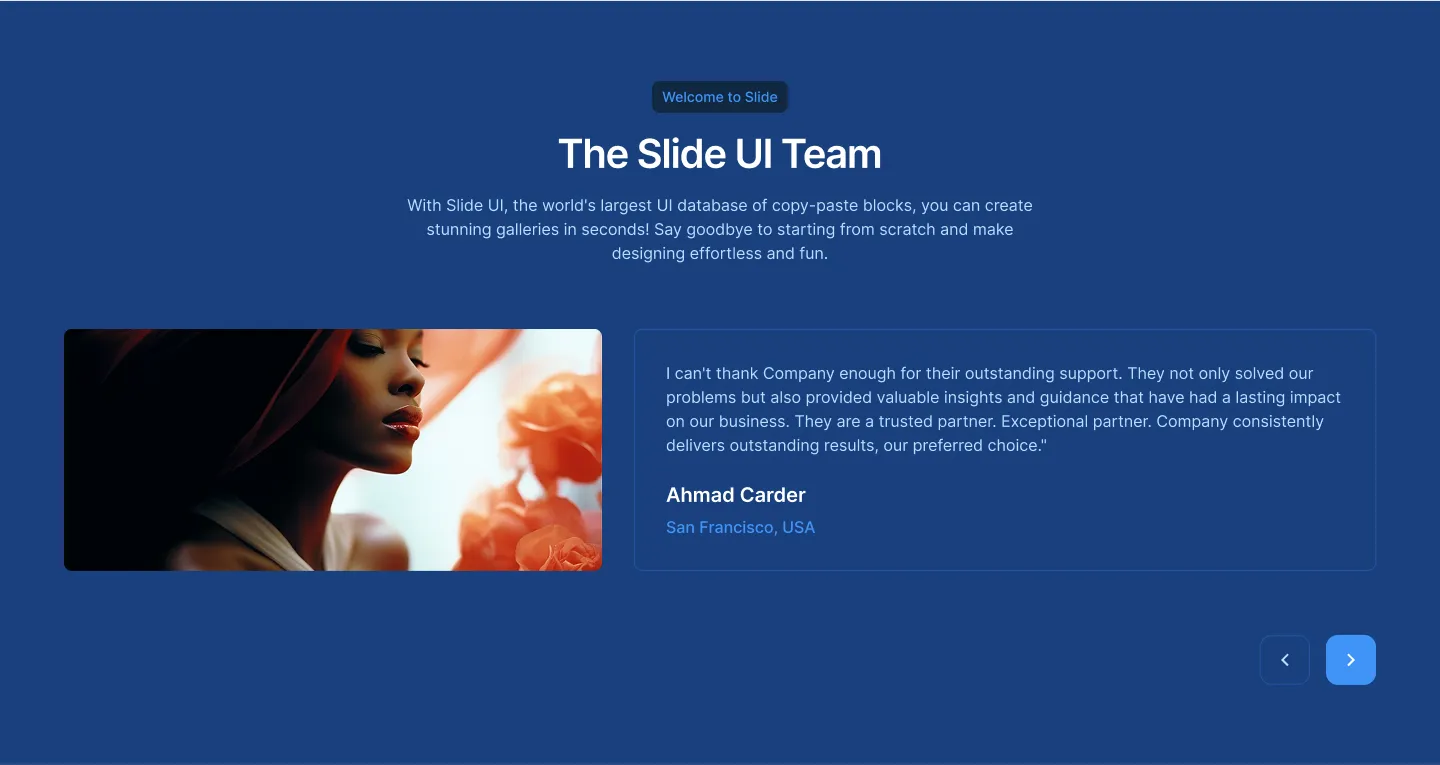 Welcome to Slide
The Slide UI Team
With Slide UI, the world's largest UI database of copy-paste blocks, you can create
stunning galleries in seconds! Say goodbye to starting from scratch and make
designing effortless and fun.
I can't thank Company enough for their outstanding support. They not only solved our
problems but also provided valuable insights and guidance that have had a lasting impact
on our business. They are a trusted partner. Exceptional partner. Company consistently
delivers outstanding results, our preferred choice."
Ahmad Carder
San Francisco, USA